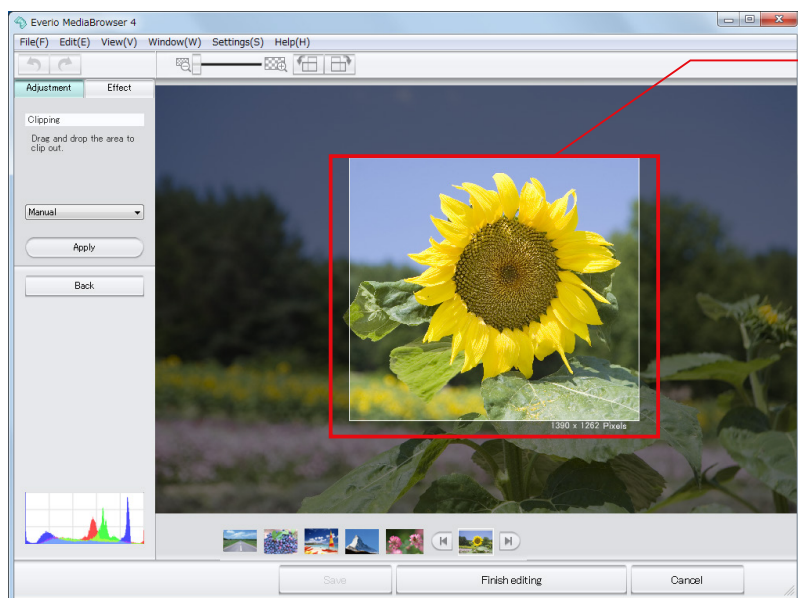 Everio MediaBrowser 4
File(F) Edit(E) View(V) Window(W) Settings(S) Help(H)
Adjustment Effect
Clipping
Drag and drop the area to
clip out.
Manual
Apply
Back
1390 x 1262 Pixels
Save Finish editing Cancel